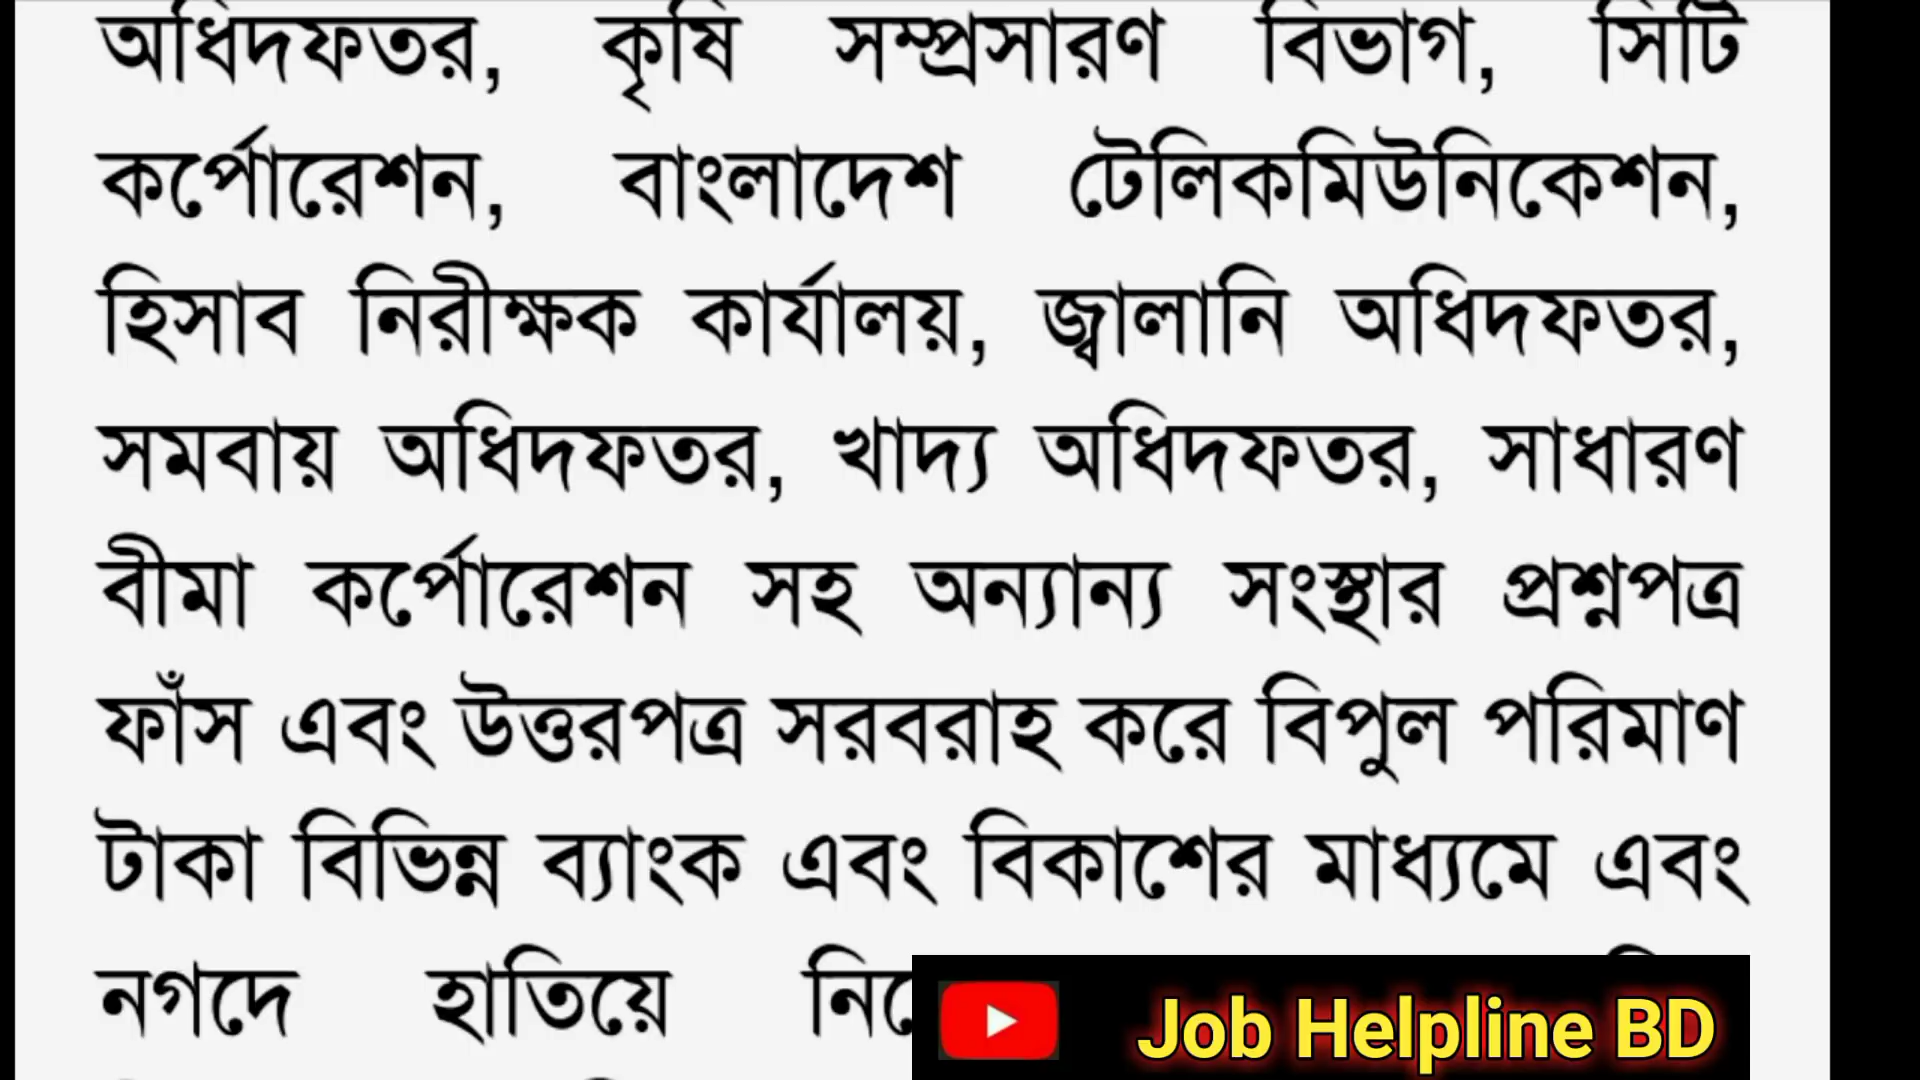 অধিদফতর, কৃষি সম্প্রসারণ বিভাগ, সিটি
কর্পোরেশন, বাংলাদেশ টেলিকমিউনিকেশন,
হিসাব নিরীক্ষক কার্যালয়, জ্বালানি অধিদফতর,
সমবায় অধিদফতর, খাদ্য অধিদফতর, সাধারণ
বীমা কর্পোরেশন সহ অন্যান্য সংস্থার প্রশ্নপত্র
ফাঁস এবং উত্তরপত্র সরবরাহ করে বিপুল পরিমাণ
টাকা বিভিন্ন ব্যাংক এবং বিকাশের মাধ্যমে এবং
নগদে হাতিয়ে
Job Helpline BD